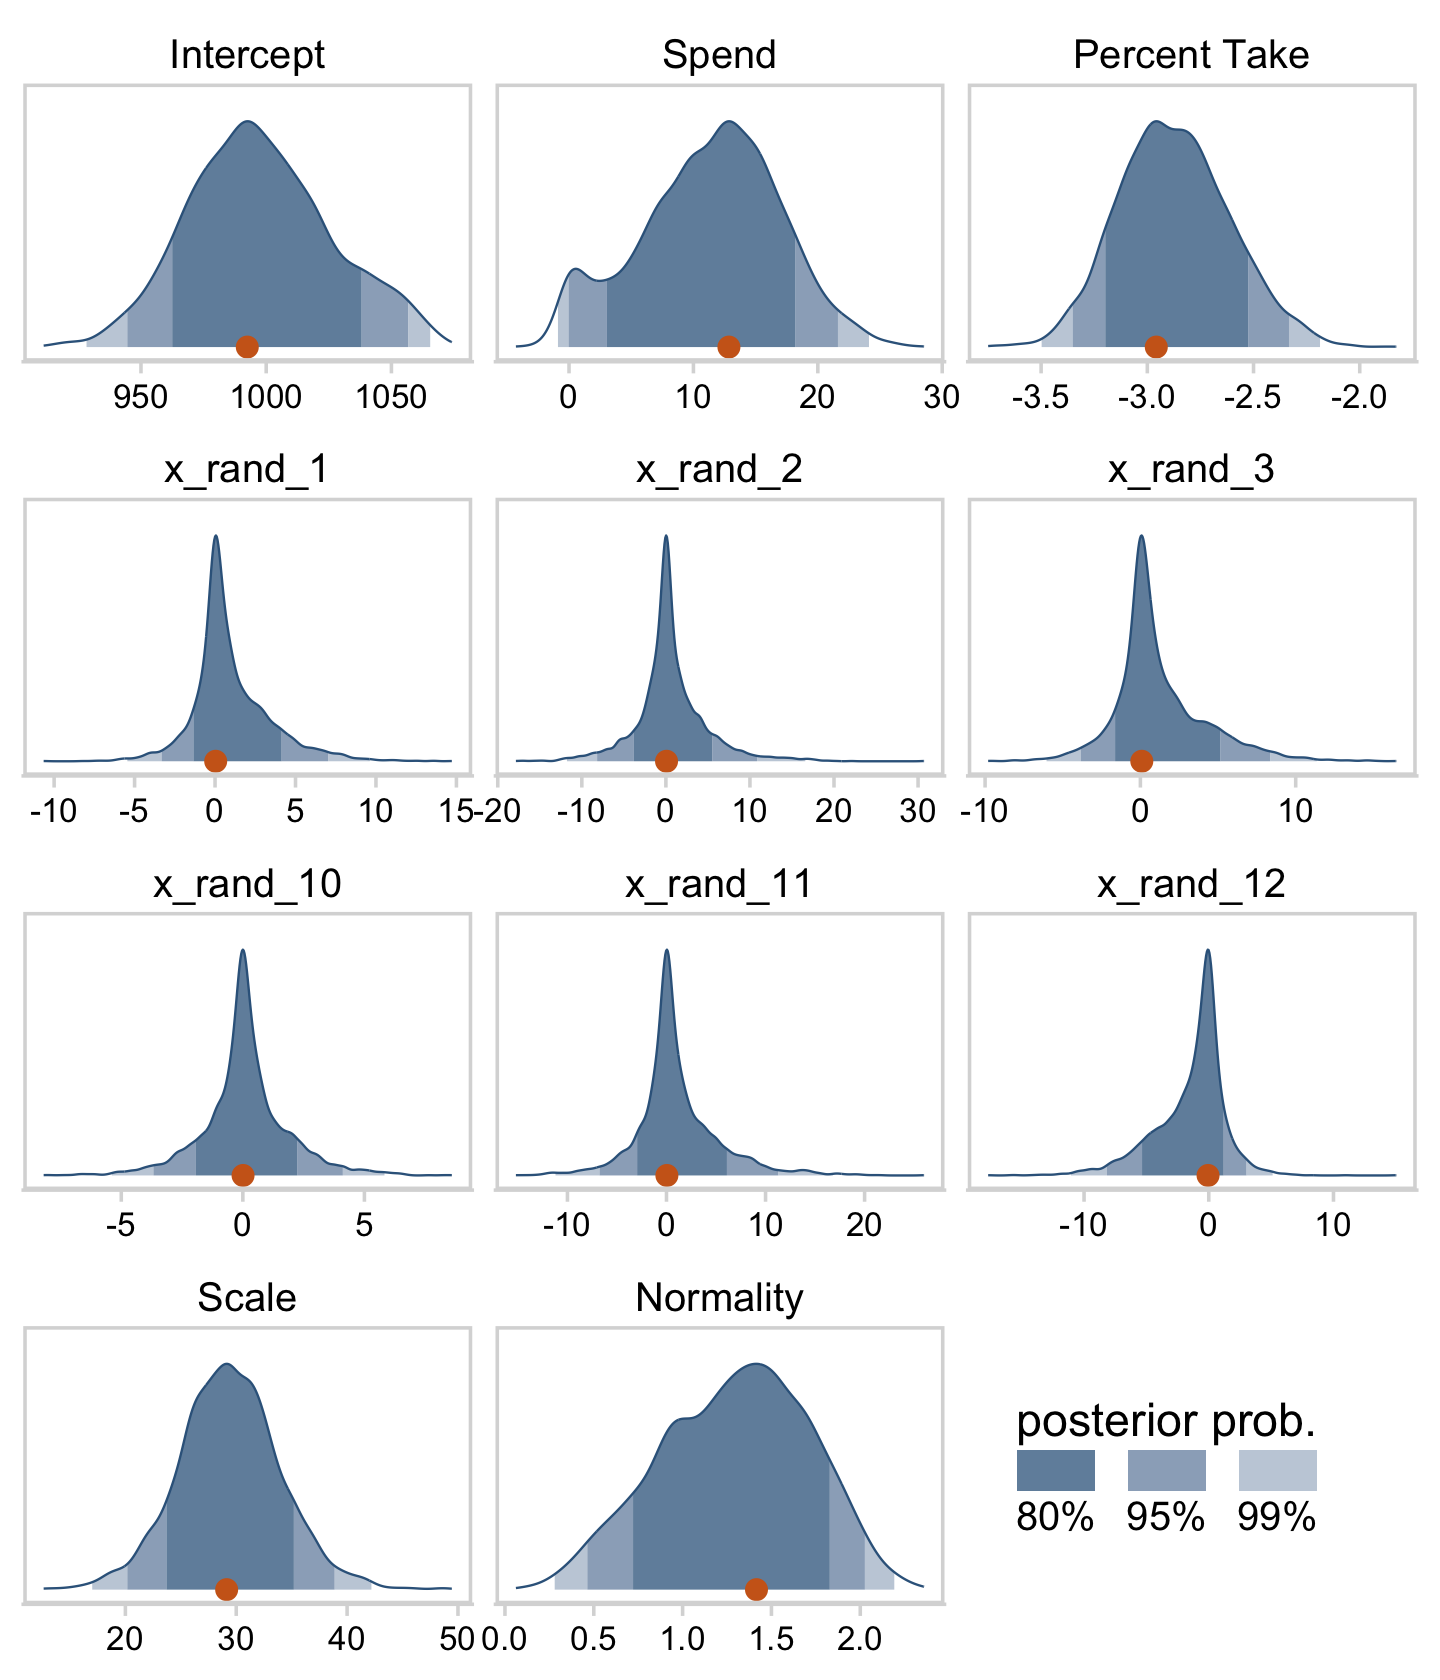 Intercept Spend Percent Take
950 1000 1050 0 10 20 30 -3.5 -3.0 -2.5 -2.0
x_rand_1 x_rand_2 x_rand_3
-10 -5 0 5 10 15 -20 -10 0 10 20 30 -10 0 10
x_rand_10 x_rand_11 x_rand_12
-5 0 5 -10 0 10 20 -10 0 10
Scale Normality
posterior prob.
80% 95% 99%
20 30 40 50 0.0 0.5 1.0 1.5 2.0